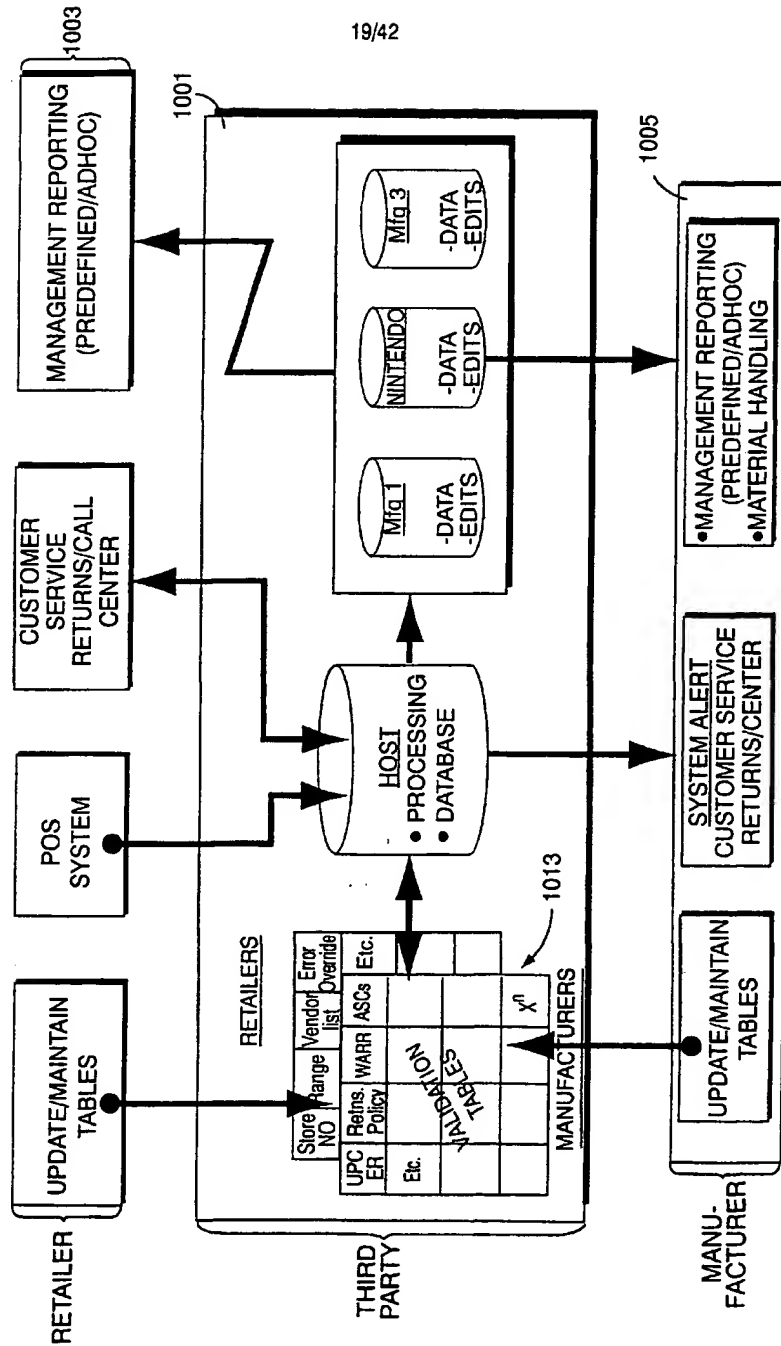 19/42
RETAILER
UPDATE/MAINTAIN
TABLES
POS
SYSTEM
CUSTOMER
SERVICE
RETURNS/CALL
CENTER
MANAGEMENT REPORTING
(PREDEFINED/ADHOC)
1003
THIRD
PARTY
1001
RETAILERS
Store
NO
Range
Vendor
list
Error
Override
UPC
ER
Retns.
Policy
WARR
ASCs
Etc.
Etc.
VALIDATION
TABLES
Xⁿ
MANUFACTURERS
1013
HOST
• PROCESSING
• DATABASE
Mfg 1
-DATA
-EDITS
NINTENDO
-DATA
-EDITS
Mfg 3
-DATA
-EDITS
MANU-
FACTURER
UPDATE/MAINTAIN
TABLES
SYSTEM ALERT
CUSTOMER SERVICE
RETURNS/CENTER
•MANAGEMENT REPORTING
(PREDEFINED/ADHOC)
•MATERIAL HANDLING
1005